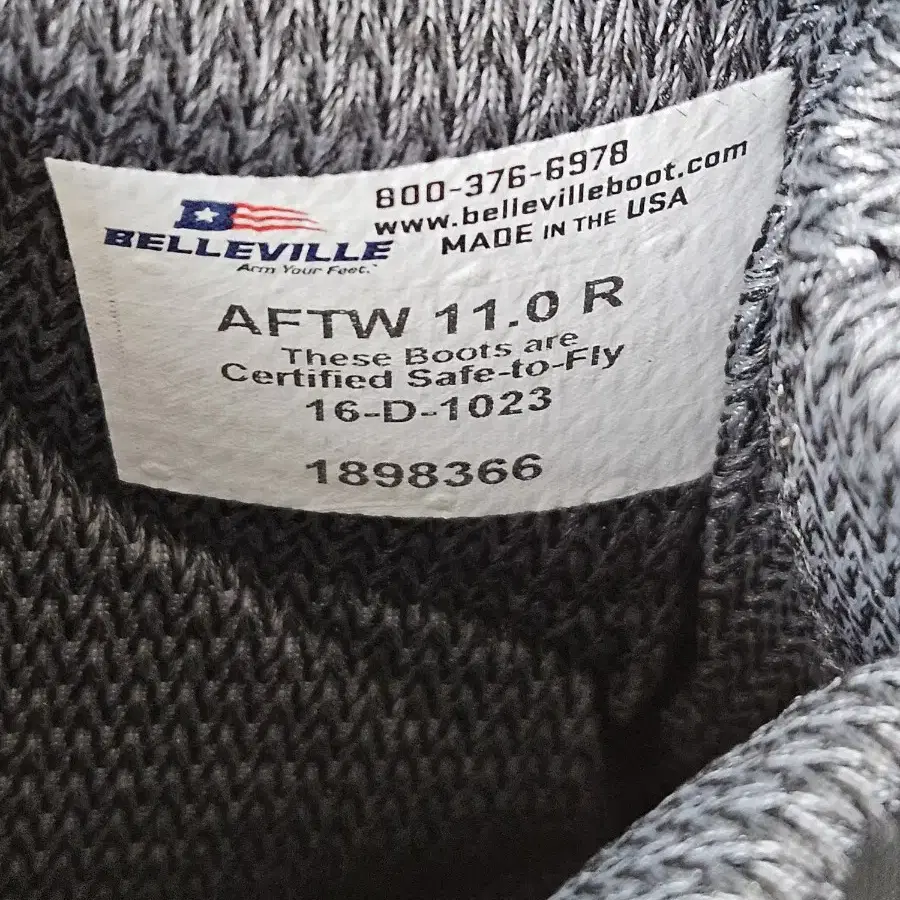 800-376-6978
www.bellevilleboot.com
MADE IN THE USA
BELLEVILLE
Arm Your Feet.
AFTW 11.0 R
These Boots are
Certified Safe-to-Fly
16-D-1023
1898366